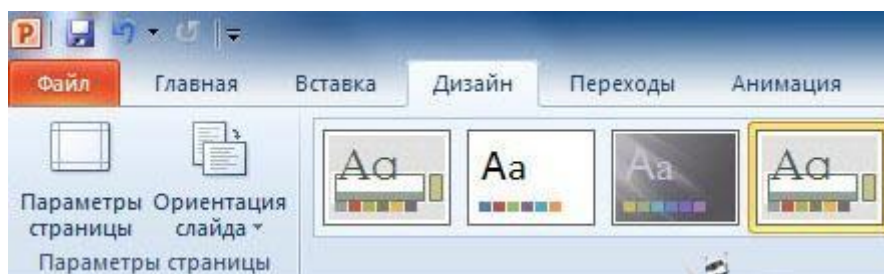 P
Файл Главная Вставка Дизайн Переходы Анимация
Aa Aa Aa Aa
Параметры Ориентация
страницы слайда
Параметры страницы